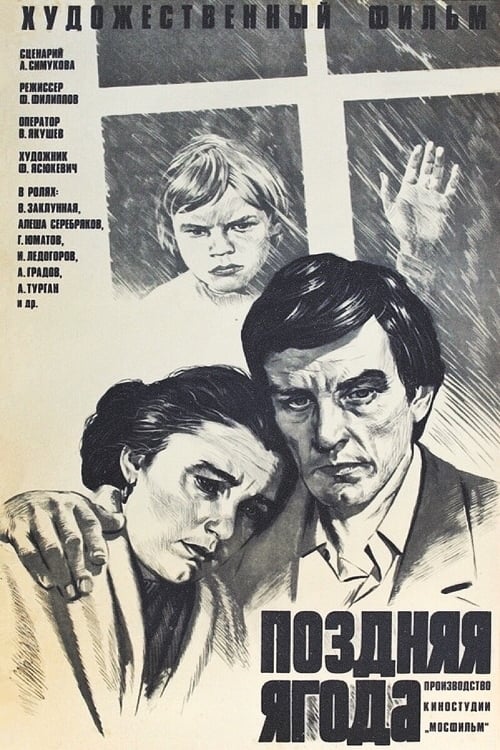 ХУДОЖЕСТВЕННЫЙ ФИЛЬМ
СЦЕНАРИЙ
А. СИМУКОВА
РЕЖИССЕР
Ф. ФИЛИППОВ
ОПЕРАТОР
В. ЯКУШЕВ
ХУДОЖНИК
Ф. ЯСЮКЕВИЧ
В РОЛЯХ:
В. ЗАКЛУННАЯ,
АЛЕША СЕРЕБРЯКОВ,
Г. ЮМАТОВ,
И. ЛЕДОГОРОВ,
А. ГРАДОВ,
А. ТУРГАН
И ДР.
ПОЗДНЯЯ
ЯГОДА
ПРОИЗВОДСТВО
КИНОСТУДИИ
„МОСФИЛЬМ"